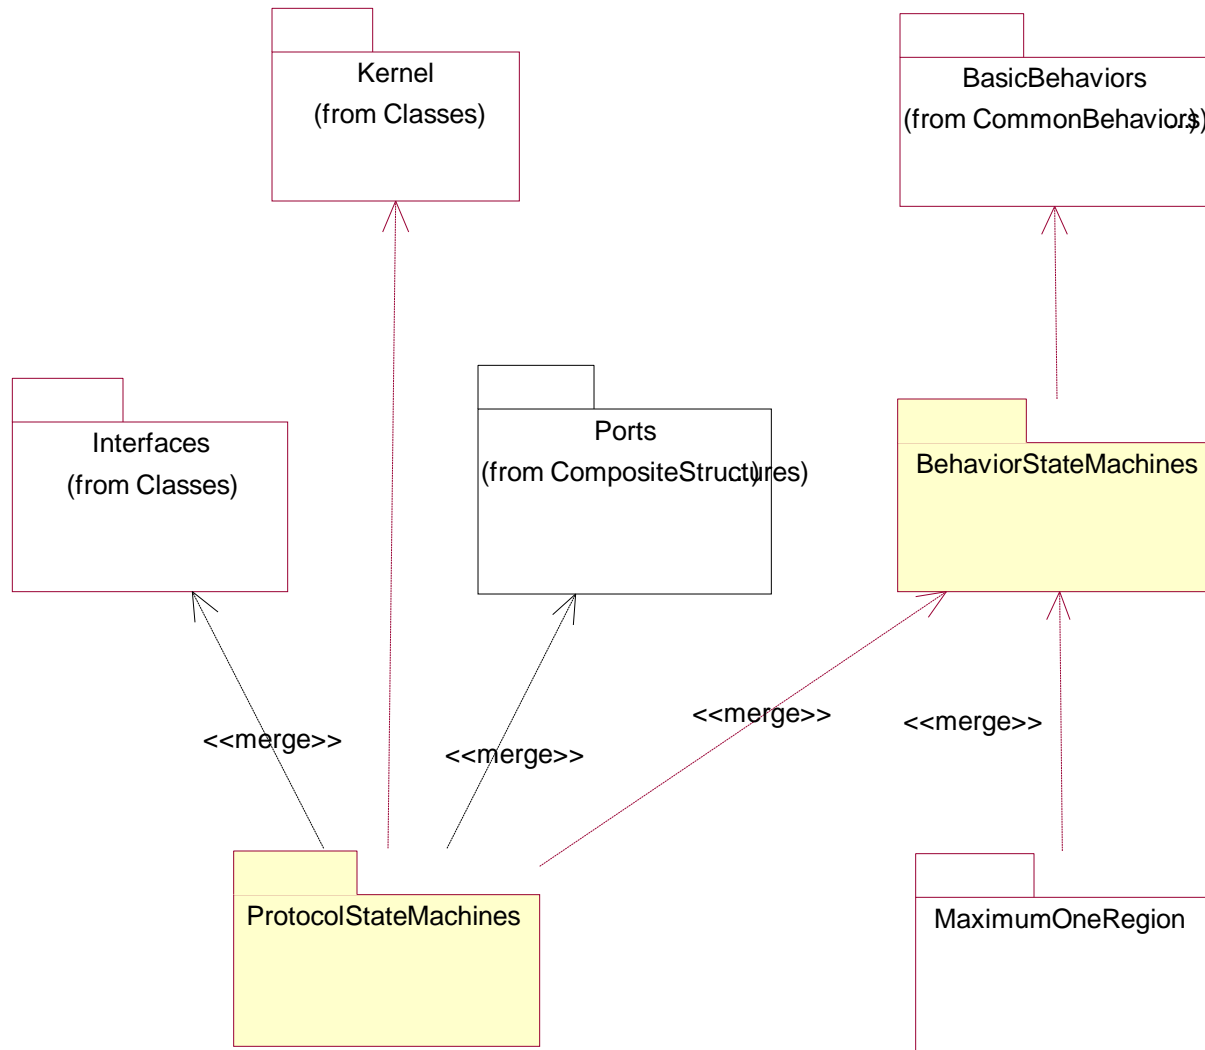 Kernel
(from Classes)
BasicBehaviors
(from CommonBehaviors)
Interfaces
(from Classes)
Ports
(from CompositeStructures)
BehaviorStateMachines
<<merge>>
<<merge>>
<<merge>>
<<merge>>
ProtocolStateMachines
MaximumOneRegion